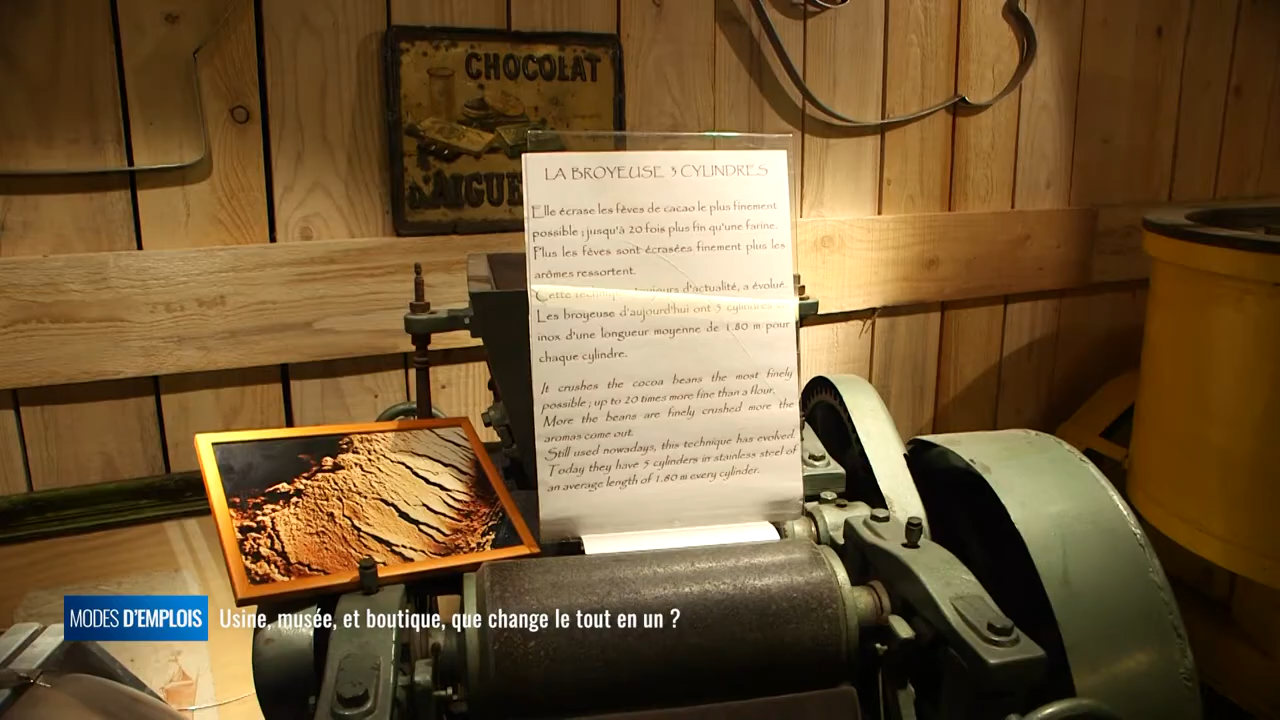 CHOCOLAT
LA BROYEUSE 3 CYLINDRES
Elle écrase les fèves de cacao le plus finement
possible ; jusqu'à 20 fois plus fin qu'une farine.
Plus les fèves sont écrasées finement plus les
arômes ressortent.
Cette toujours d'actualité, a évolué.
Les broyeuse d'aujourd'hui ont 5 cylindres
inox d'une longueur moyenne de 1.80 m pour
chaque cylindre.
It crushes the cocoa beans the most finely
possible ; up to 20 times more fine than a flour.
More the beans are finely crushed more the
aromas come out.
Still used nowadays, this technique has evolved.
Today they have 5 cylinders in stainless steel of
an average length of 1.80 m every cylinder.
MODES D'EMPLOIS Usine, musée, et boutique, que change le tout en un ?